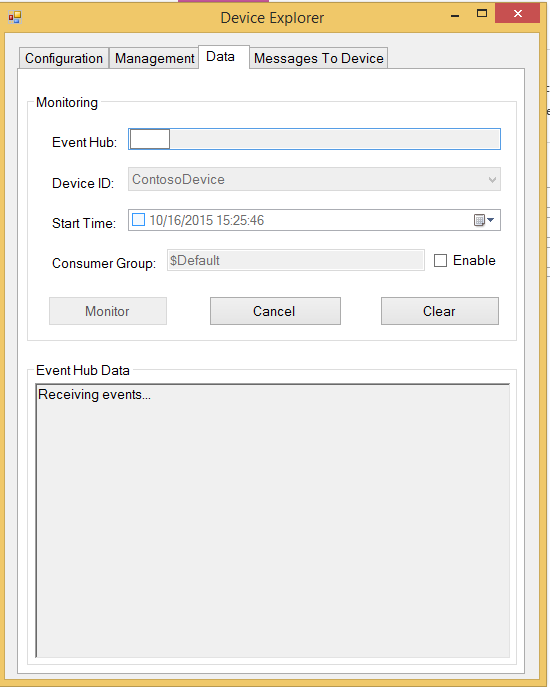 Device Explorer
Configuration Management Data Messages To Device
Monitoring
Event Hub:
Device ID: ContosoDevice
Start Time: 10/16/2015 15:25:46
Consumer Group: $Default Enable
Monitor Cancel Clear
Event Hub Data
Receiving events...